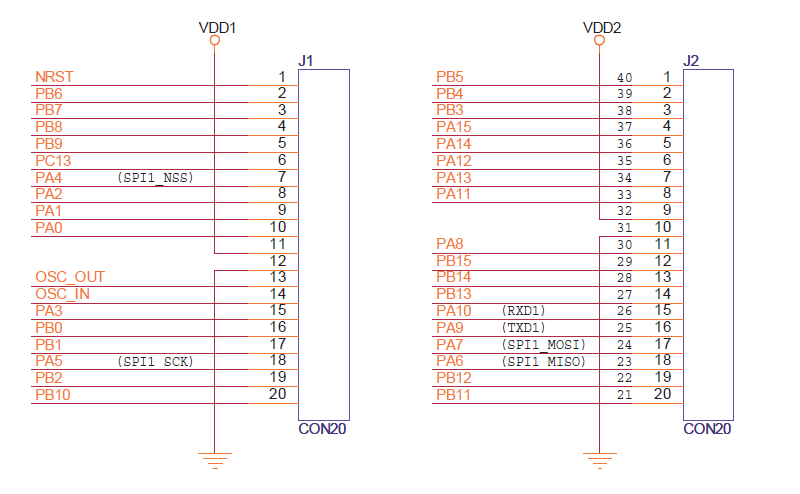 VDD1
J1
NRST 1
PB6 2
PB7 3
PB8 4
PB9 5
PC13 6
PA4 (SPI1_NSS) 7
PA2 8
PA1 9
PA0 10
11
12
OSC_OUT 13
OSC_IN 14
PA3 15
PB0 16
PB1 17
PA5 (SPI1 SCK) 18
PB2 19
PB10 20
CON20
VDD2
J2
PB5 40 1
PB4 39 2
PB3 38 3
PA15 37 4
PA14 36 5
PA12 35 6
PA13 34 7
PA11 33 8
32 9
31 10
PA8 30 11
PB15 29 12
PB14 28 13
PB13 27 14
PA10 (RXD1) 26 15
PA9 (TXD1) 25 16
PA7 (SPI1_MOSI) 24 17
PA6 (SPI1_MISO) 23 18
PB12 22 19
PB11 21 20
CON20